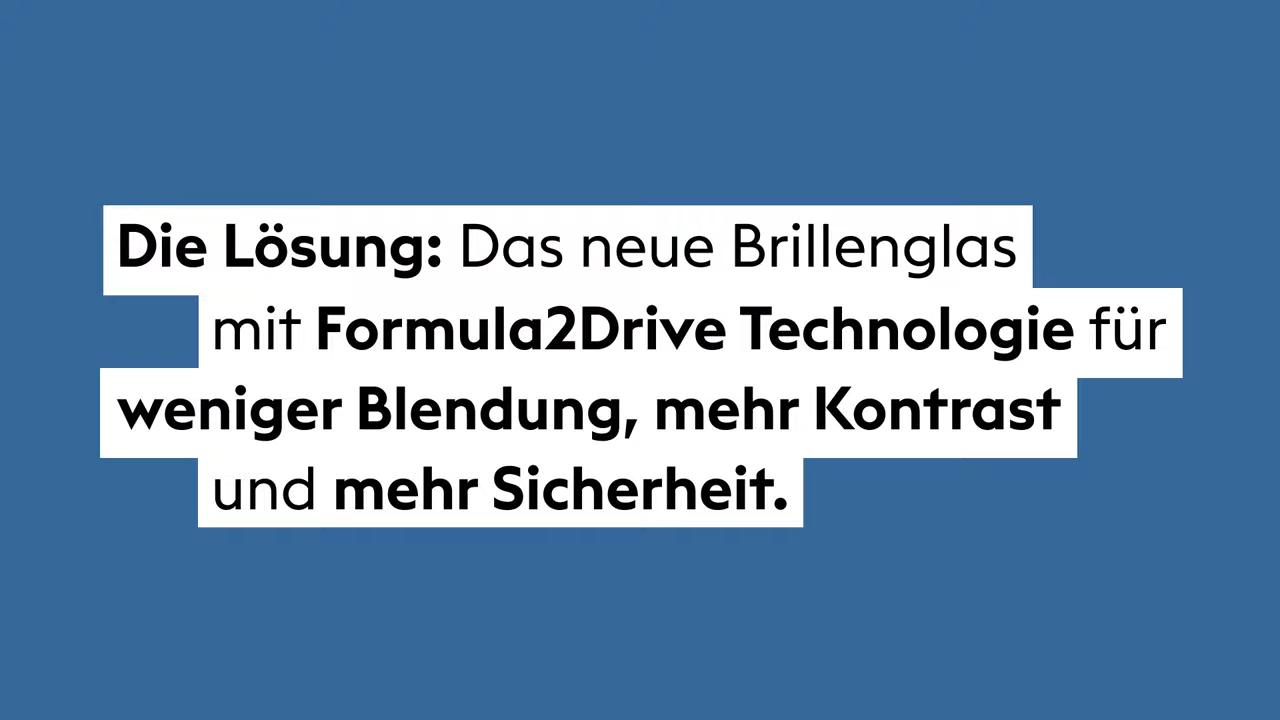 Die Lösung: Das neue Brillenglas
mit Formula2Drive Technologie für
weniger Blendung, mehr Kontrast
und mehr Sicherheit.